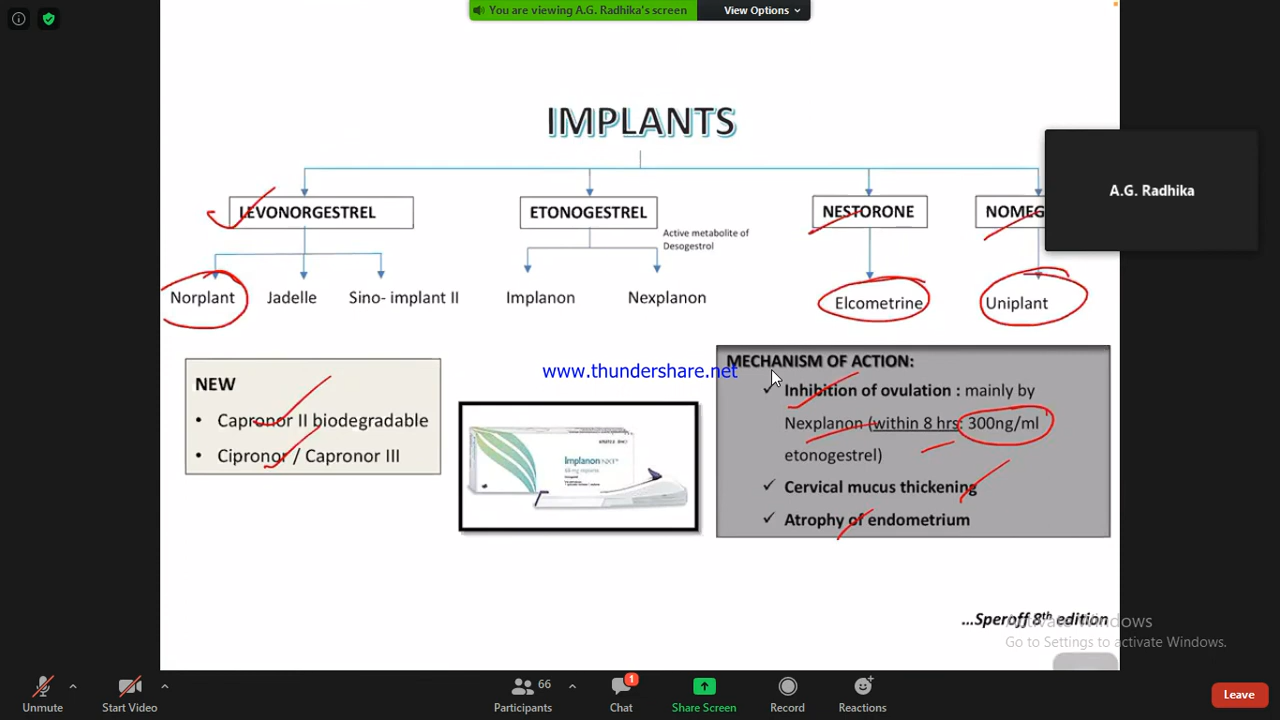 You are viewing A.G. Radhika's screen
View Options
IMPLANTS
LEVONORGESTREL
ETONOGESTREL
NESTORONE
NOMEG
A.G. Radhika
Active metabolite of
Desogestrol
Norplant
Jadelle
Sino- implant II
Implanon
Nexplanon
Elcometrine
Uniplant
NEW
• Capronor II biodegradable
• Cipronor / Capronor III
www.thundershare.net
Implanon
MECHANISM OF ACTION:
✓ Inhibition of ovulation : mainly by
Nexplanon (within 8 hrs: 300ng/ml
etonogestrel)
✓ Cervical mucus thickening
✓ Atrophy of endometrium
...Speroff 8th edition
Activate Windows
Go to Settings to activate Windows.
Unmute
Start Video
66
Participants
1
Chat
Share Screen
Record
Reactions
Leave